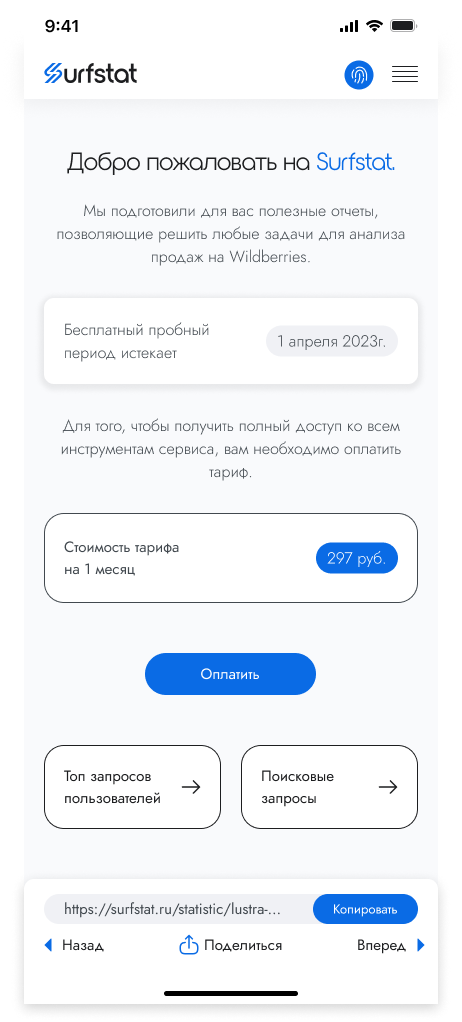 9:41
Surfstat
Добро пожаловать на Surfstat.
Мы подготовили для вас полезные отчеты,
позволяющие решить любые задачи для анализа
продаж на Wildberries.
Бесплатный пробный
период истекает
1 апреля 2023г.
Для того, чтобы получить полный доступ ко всем
инструментам сервиса, вам необходимо оплатить
тариф.
Стоимость тарифа
на 1 месяц
297 руб.
Оплатить
Топ запросов
пользователей
Поисковые
запросы
https://surfstat.ru/statistic/lustra-...
Копировать
Назад
Поделиться
Вперед